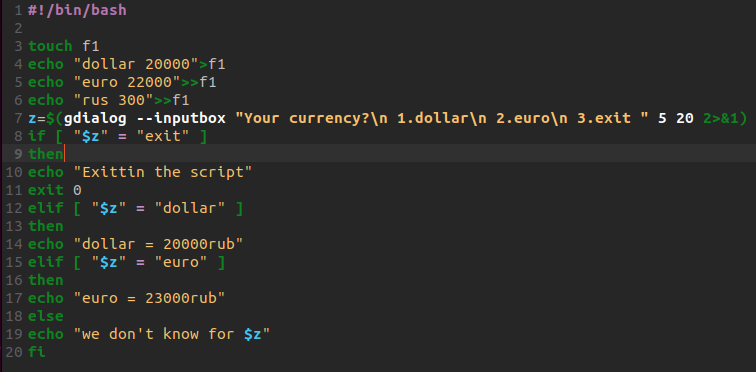 1 #!/bin/bash
2
3 touch f1
4 echo "dollar 20000">f1
5 echo "euro 22000">>f1
6 echo "rus 300">>f1
7 z=$(gdialog --inputbox "Your currency?\n 1.dollar\n 2.euro\n 3.exit " 5 20 2>&1)
8 if [ "$z" = "exit" ]
9 then
10 echo "Exittin the script"
11 exit 0
12 elif [ "$z" = "dollar" ]
13 then
14 echo "dollar = 20000rub"
15 elif [ "$z" = "euro" ]
16 then
17 echo "euro = 23000rub"
18 else
19 echo "we don't know for $z"
20 fi